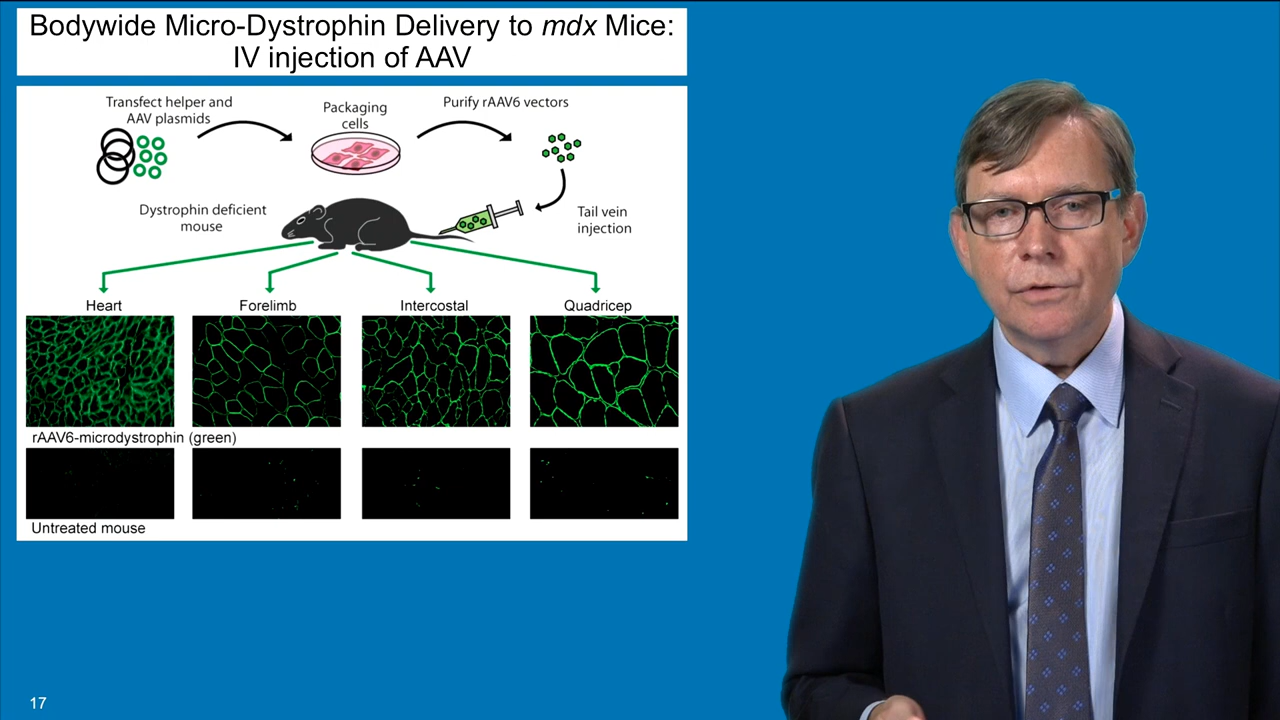 Bodywide Micro-Dystrophin Delivery to mdx Mice:
IV injection of AAV
Transfect helper and
AAV plasmids
Packaging
cells
Purify rAAV6 vectors
Dystrophin deficient
mouse
Tail vein
injection
Heart
Forelimb
Intercostal
Quadricep
rAAV6-microdystrophin (green)
Untreated mouse
17